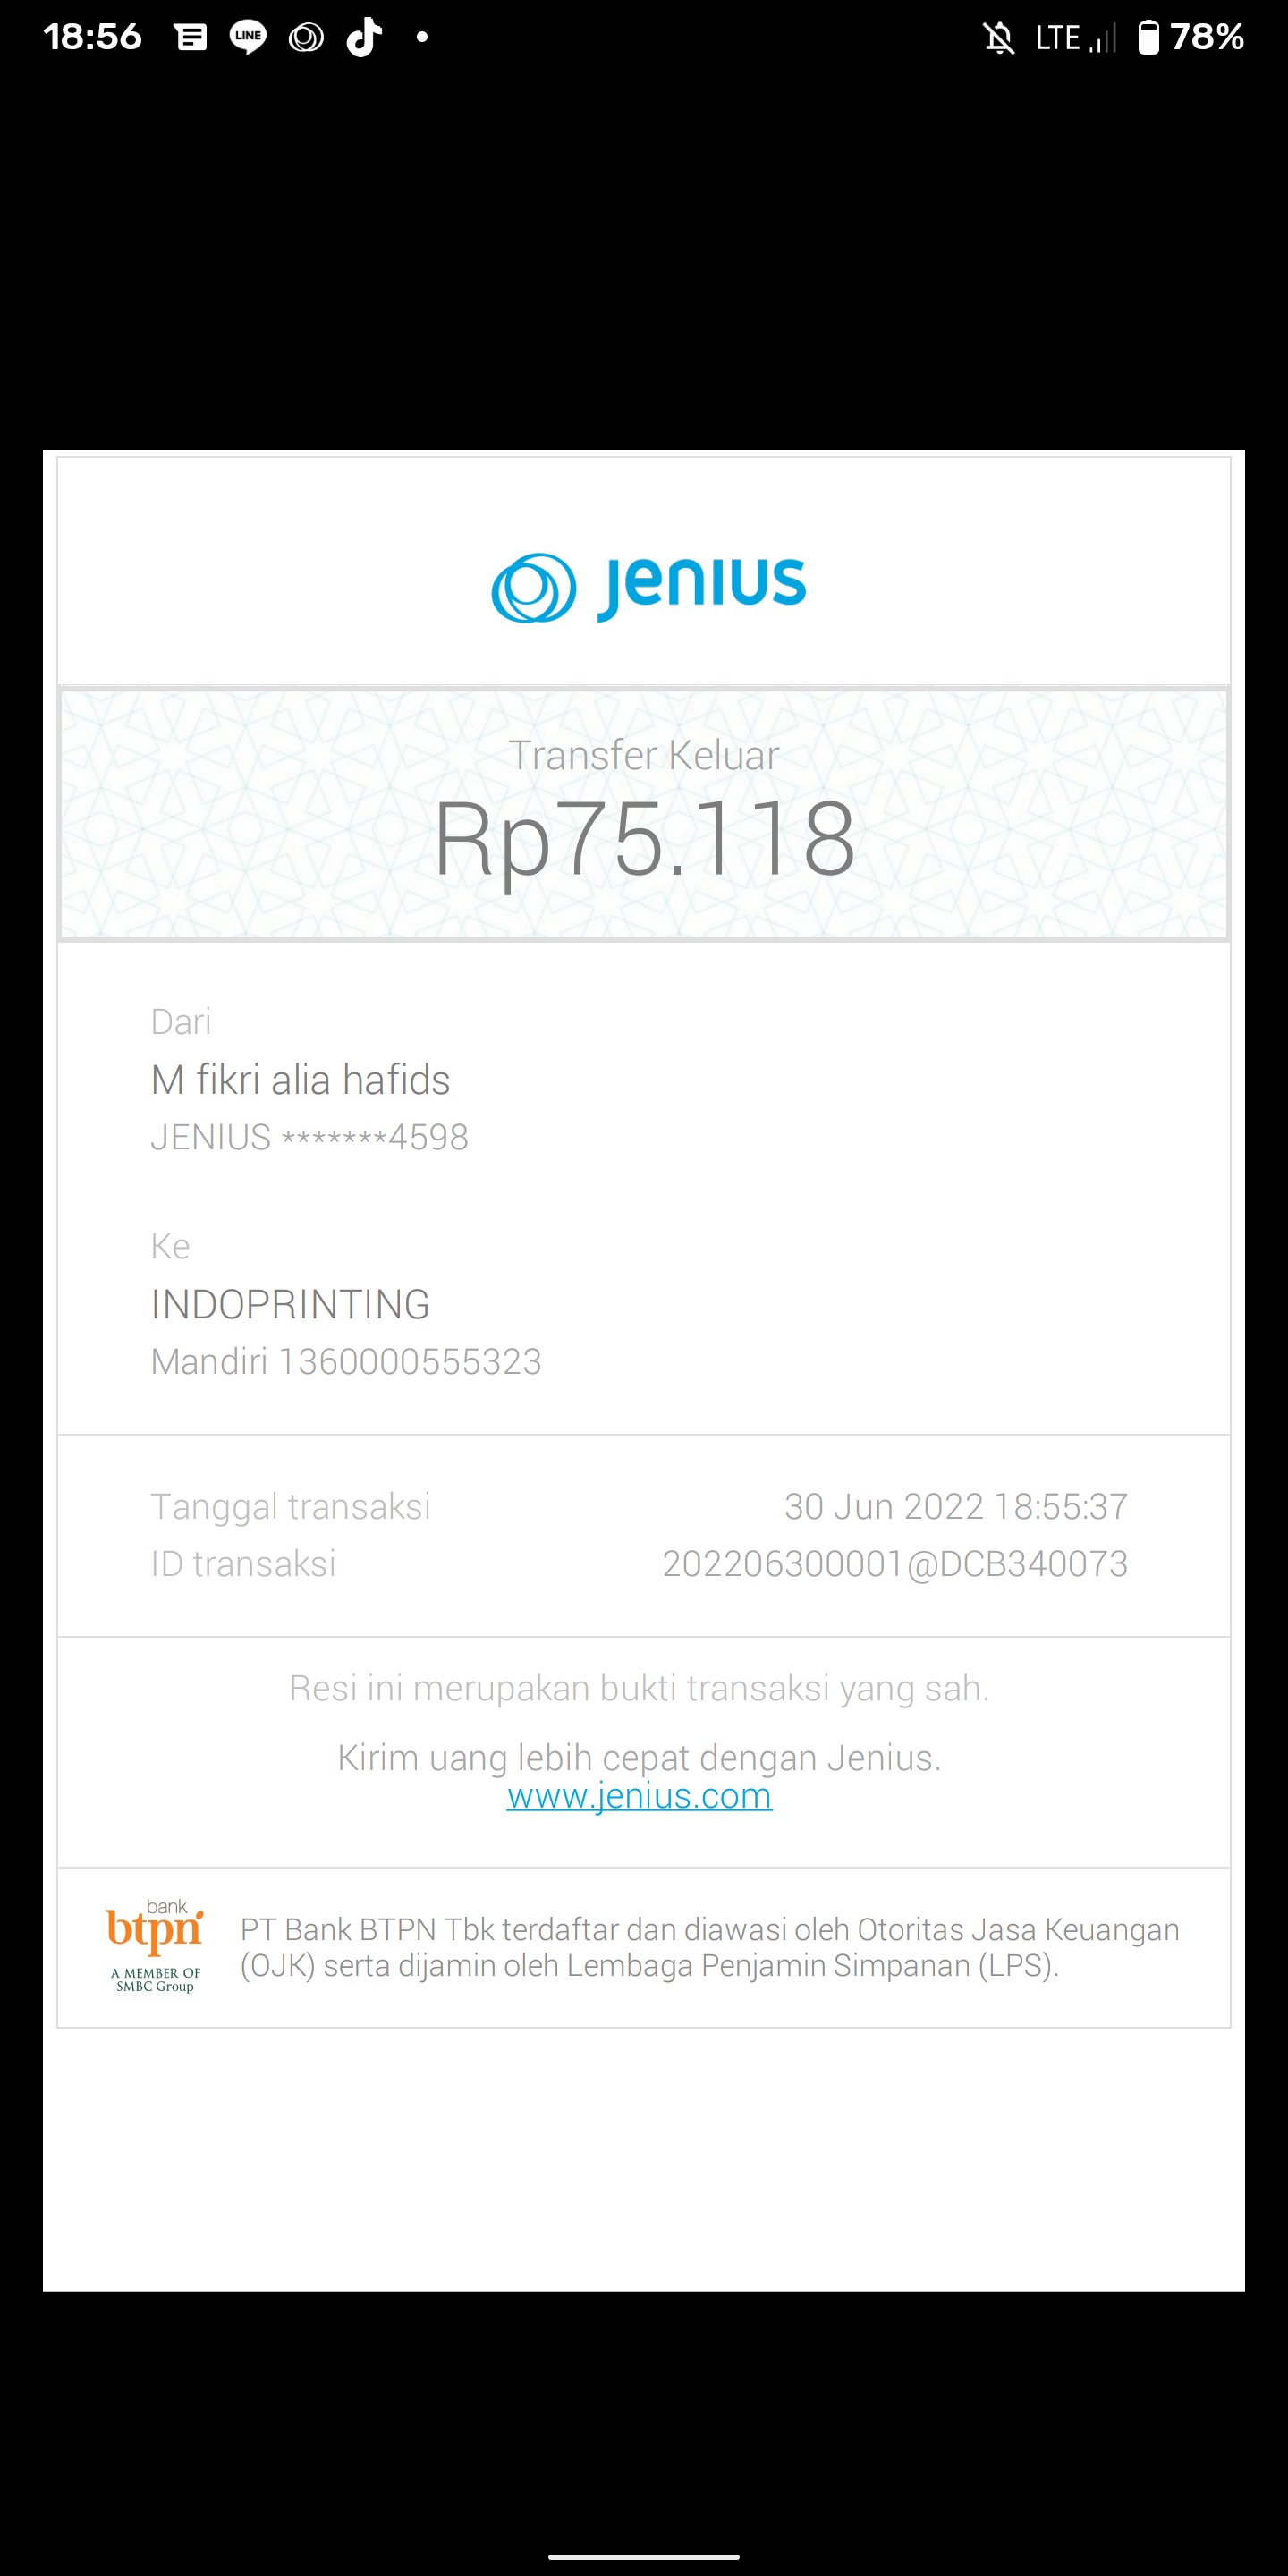 18:56
LINE
LTE
78%
jenius
Transfer Keluar
Rp75.118
Dari
M fikri alia hafids
JENIUS *******4598
Ke
INDOPRINTING
Mandiri 1360000555323
Tanggal transaksi 30 Jun 2022 18:55:37
ID transaksi 202206300001@DCB340073
Resi ini merupakan bukti transaksi yang sah.
Kirim uang lebih cepat dengan Jenius.
www.jenius.com
bank
btpn
A MEMBER OF
SMBC Group
PT Bank BTPN Tbk terdaftar dan diawasi oleh Otoritas Jasa Keuangan
(OJK) serta dijamin oleh Lembaga Penjamin Simpanan (LPS).